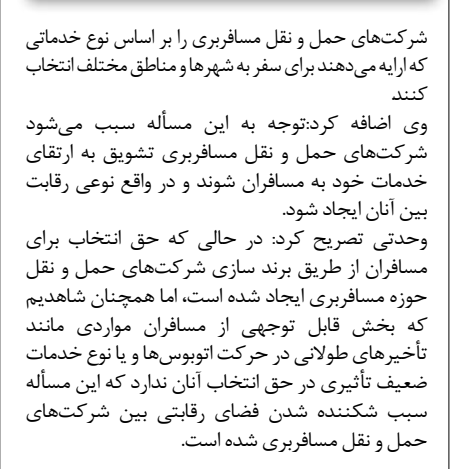 شرکت‌های حمل و نقل مسافربری را بر اساس نوع خدماتی
که ارایه می‌دهند برای سفر به شهرها و مناطق مختلف انتخاب
کنند.
وی اضافه کرد:توجه به این مسأله سبب می‌شود
شرکت‌های حمل و نقل مسافربری تشویق به ارتقای
خدمات خود به مسافران شوند و در واقع نوعی رقابت
بین آنان ایجاد شود.
وحدتی تصریح کرد: در حالی که حق انتخاب برای
مسافران از طریق برند سازی شرکت‌های حمل و نقل
حوزه مسافربری ایجاد شده است، اما همچنان شاهدیم
که بخش قابل توجهی از مسافران مواردی مانند
تأخیرهای طولانی در حرکت اتوبوس‌ها و یا نوع خدمات
ضعیف تأثیری در حق انتخاب آنان ندارد که این مسأله
سبب شکننده شدن فضای رقابتی بین شرکت‌های
حمل و نقل مسافربری شده است.